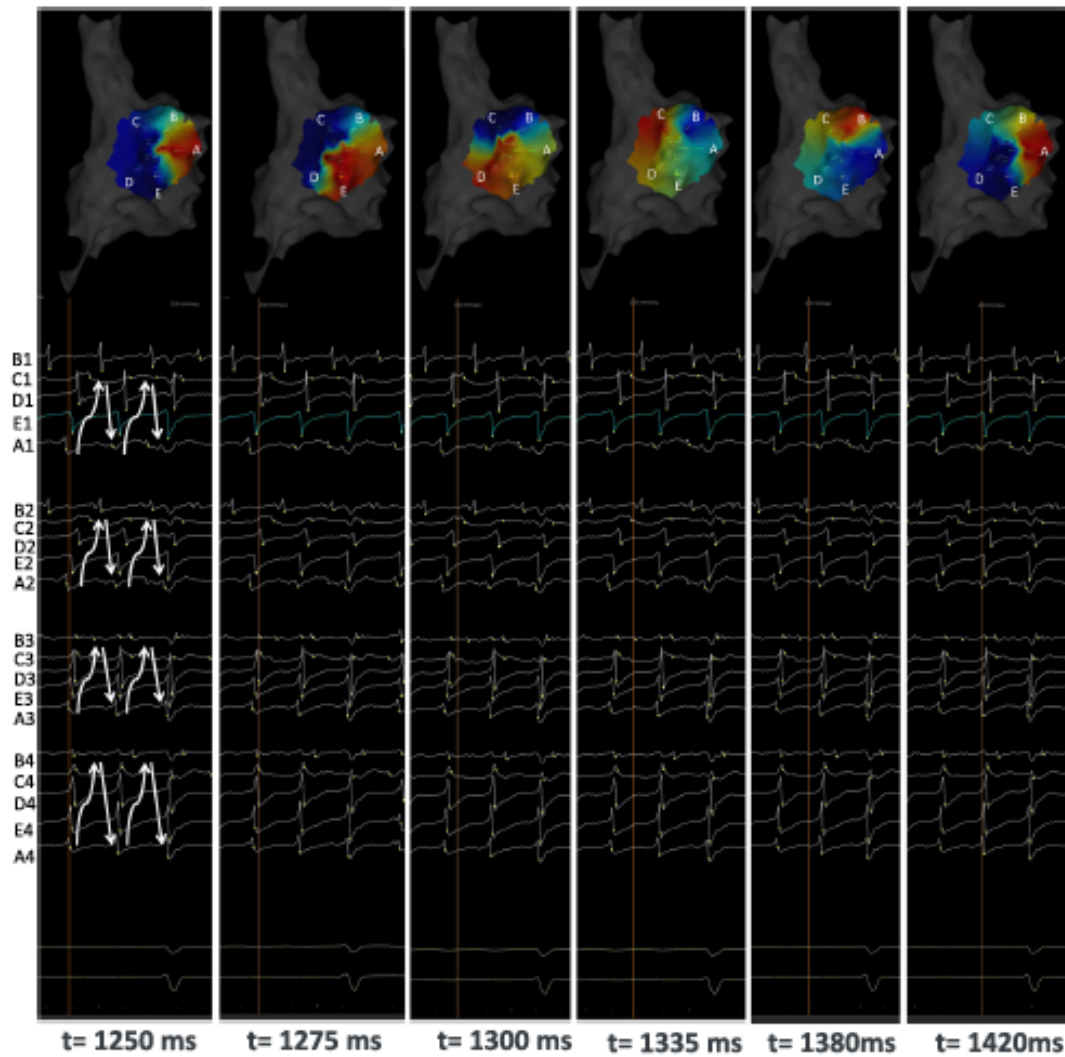 C B A D E
C B A D E
C B A D E
C B A D E
C B A D E
C B A D E
B1
C1
D1
E1
A1
B2
C2
D2
E2
A2
B3
C3
D3
E3
A3
B4
C4
D4
E4
A4
t= 1250 ms t= 1275 ms t= 1300 ms t= 1335 ms t= 1380ms t= 1420ms